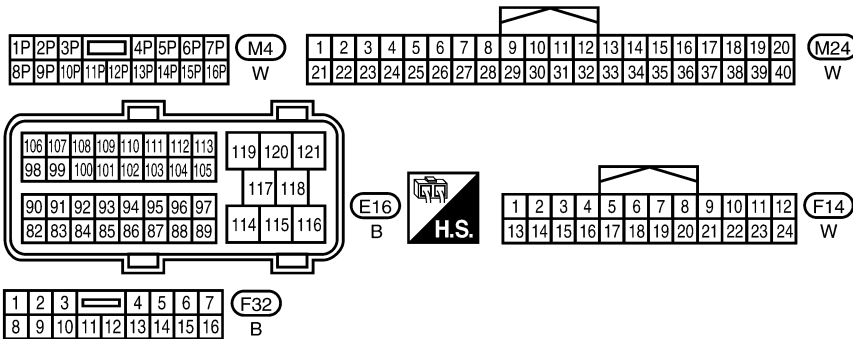 1P 2P 3P 4P 5P 6P 7P
8P 9P 10P 11P 12P 13P 14P 15P 16P
M4
W
1 2 3 4 5 6 7 8 9 10 11 12 13 14 15 16 17 18 19 20
21 22 23 24 25 26 27 28 29 30 31 32 33 34 35 36 37 38 39 40
M24
W
106 107 108 109 110 111 112 113
98 99 100 101 102 103 104 105
90 91 92 93 94 95 96 97
82 83 84 85 86 87 88 89
119 120 121
117 118
114 115 116
E16
B
H.S.
1 2 3 4 5 6 7 8 9 10 11 12
13 14 15 16 17 18 19 20 21 22 23 24
F14
W
1 2 3 4 5 6 7
8 9 10 11 12 13 14 15 16
F32
B